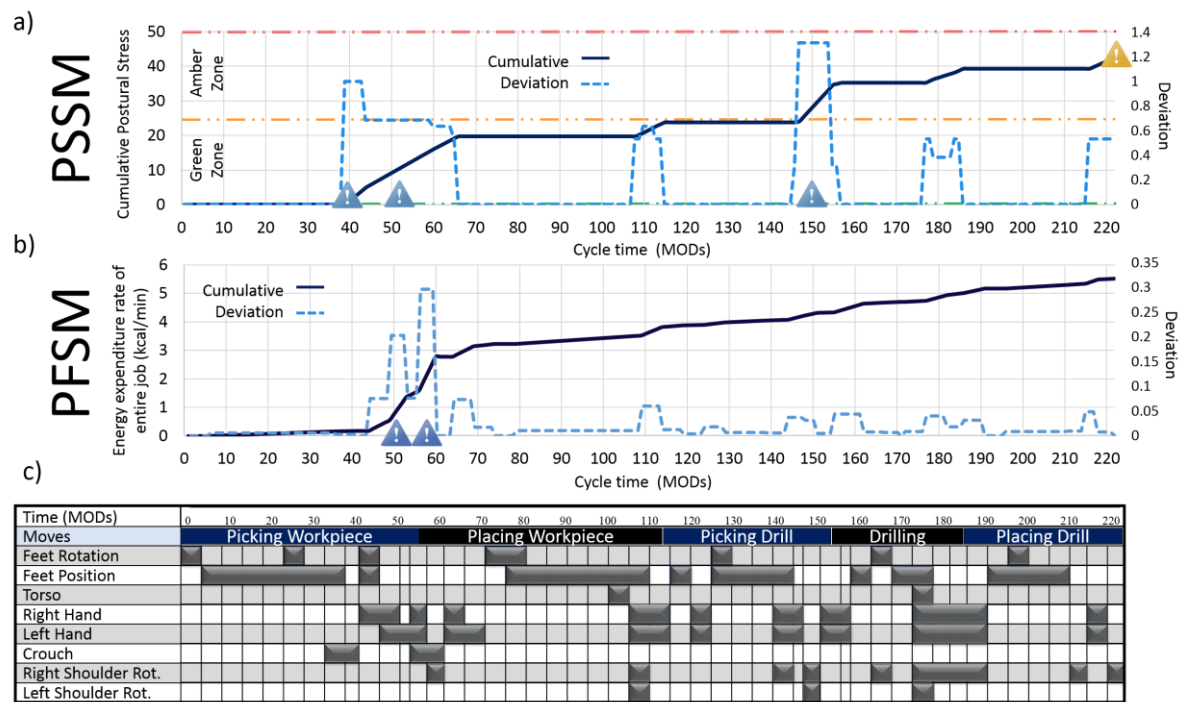 a)
PSSM
Cumulative Postural Stress
50
40
30
20
10
0
Amber
Zone
Green
Zone
Cumulative
Deviation
1.4
1.2
1
0.8
0.6
0.4
0.2
0
Deviation
0 10 20 30 40 50 60 70 80 90 100 110 120 130 140 150 160 170 180 190 200 210 220
Cycle time (MODs)
b)
PFSM
Energy expenditure rate of
entire job (kcal/min)
6
5
4
3
2
1
0
Cumulative
Deviation
0.35
0.3
0.25
0.2
0.15
0.1
0.05
0
Deviation
0 10 20 30 40 50 60 70 80 90 100 110 120 130 140 150 160 170 180 190 200 210 220
Cycle time (MODs)
c)
Time (MODs) 0 10 20 30 40 50 60 70 80 90 100 110 120 130 140 150 160 170 180 190 200 210 220
Moves Picking Workpiece Placing Workpiece Picking Drill Drilling Placing Drill
Feet Rotation
Feet Position
Torso
Right Hand
Left Hand
Crouch
Right Shoulder Rot.
Left Shoulder Rot.